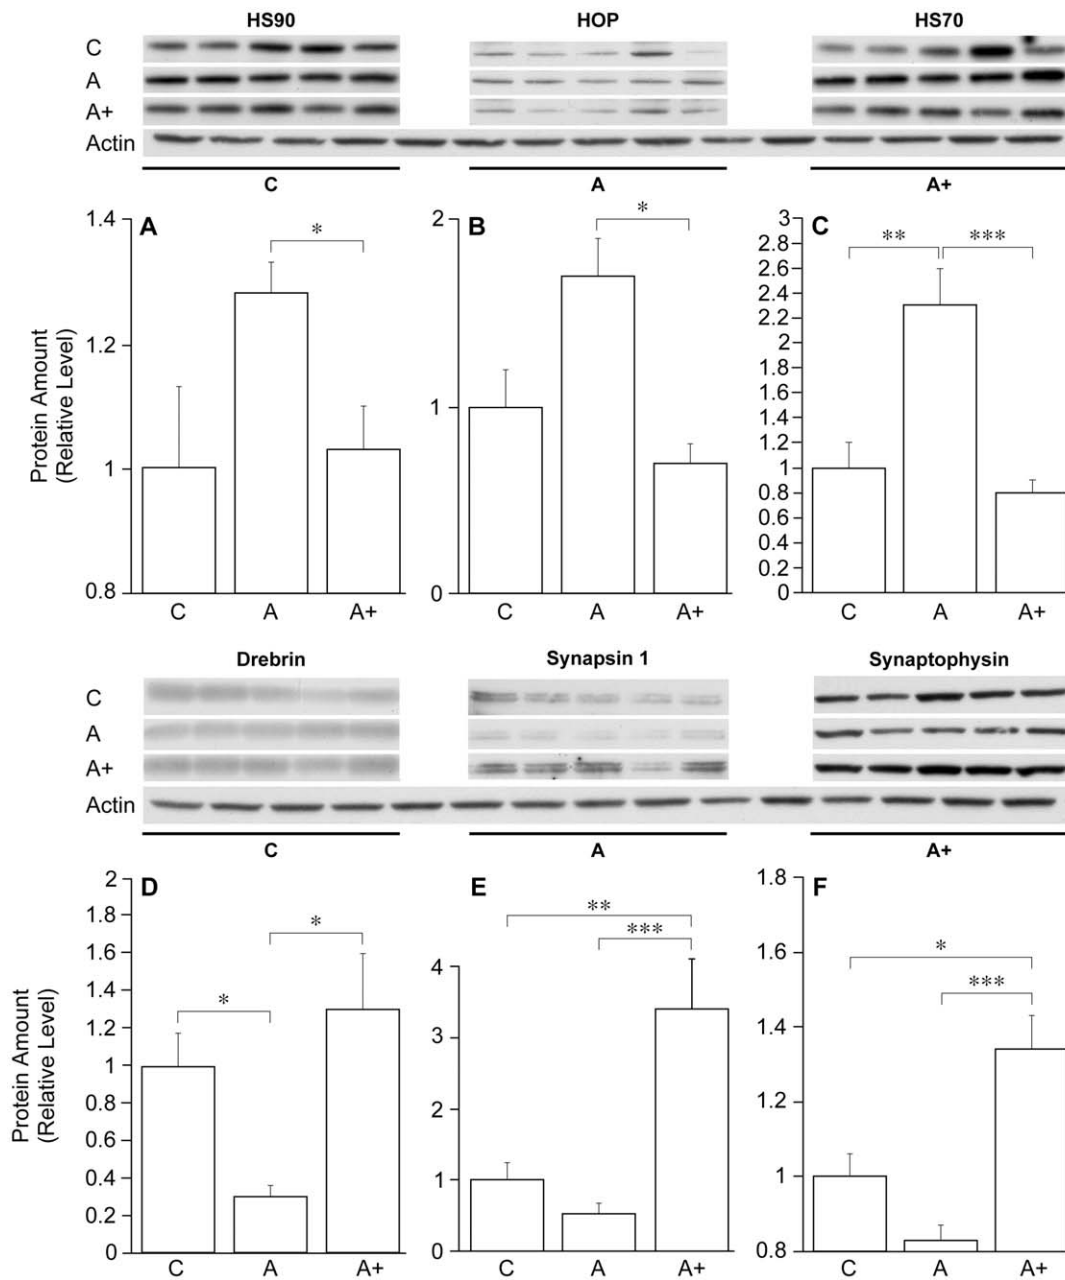 HS90 HOP HS70
C
A
A+
Actin
C A A+
A
1.4
1.2
1
0.8
Protein Amount
(Relative Level)
*
C A A+
B
2
1
0
*
C A A+
C
3
2.8
2.6
2.4
2.2
2
1.8
1.6
1.4
1.2
1
0.8
0.6
0.4
0.2
0
** ***
C A A+
Drebrin Synapsin 1 Synaptophysin
C
A
A+
Actin
C A A+
D
2
1.8
1.6
1.4
1.2
1
0.8
0.6
0.4
0.2
0
Protein Amount
(Relative Level)
*
*
C A A+
E
4
3
2
1
0
**
***
C A A+
F
1.8
1.6
1.4
1.2
1
0.8
*
***
C A A+